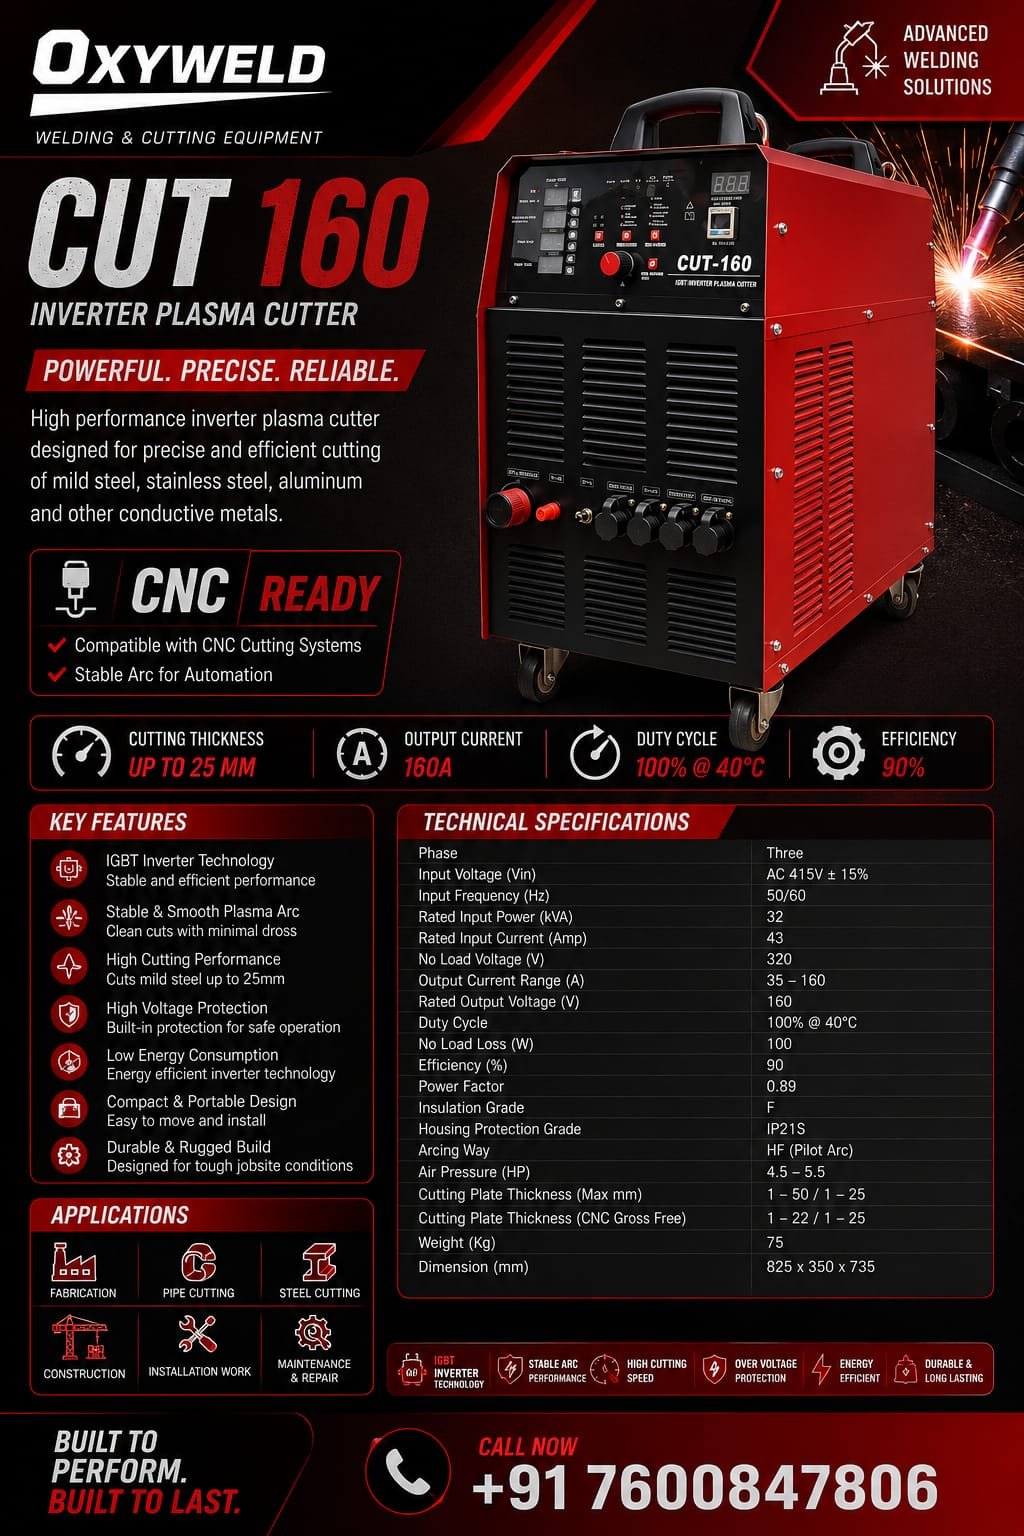 OXYWELD
WELDING & CUTTING EQUIPMENT
ADVANCED
WELDING
SOLUTIONS
CUT 160
INVERTER PLASMA CUTTER
POWERFUL. PRECISE. RELIABLE.
High performance inverter plasma cutter
designed for precise and efficient cutting
of mild steel, stainless steel, aluminum
and other conductive metals.
CUT-160
IGBT INVERTER PLASMA CUTTER
CNC READY
Compatible with CNC Cutting Systems
Stable Arc for Automation
CUTTING THICKNESS
UP TO 25 MM
A
OUTPUT CURRENT
160A
DUTY CYCLE
100% @ 40°C
EFFICIENCY
90%
KEY FEATURES
IGBT Inverter Technology
Stable and efficient performance
Stable & Smooth Plasma Arc
Clean cuts with minimal dross
High Cutting Performance
Cuts mild steel up to 25mm
High Voltage Protection
Built-in protection for safe operation
Low Energy Consumption
Energy efficient inverter technology
Compact & Portable Design
Easy to move and install
Durable & Rugged Build
Designed for tough jobsite conditions
TECHNICAL SPECIFICATIONS
Phase Three
Input Voltage (Vin) AC 415V ± 15%
Input Frequency (Hz) 50/60
Rated Input Power (kVA) 32
Rated Input Current (Amp) 43
No Load Voltage (V) 320
Output Current Range (A) 35 – 160
Rated Output Voltage (V) 160
Duty Cycle 100% @ 40°C
No Load Loss (W) 100
Efficiency (%) 90
Power Factor 0.89
Insulation Grade F
Housing Protection Grade IP21S
Arcing Way HF (Pilot Arc)
Air Pressure (HP) 4.5 – 5.5
Cutting Plate Thickness (Max mm) 1 – 50 / 1 – 25
Cutting Plate Thickness (CNC Gross Free) 1 – 22 / 1 – 25
Weight (Kg) 75
Dimension (mm) 825 x 350 x 735
APPLICATIONS
FABRICATION
PIPE CUTTING
STEEL CUTTING
CONSTRUCTION
INSTALLATION WORK
MAINTENANCE
& REPAIR
IGBT
INVERTER
TECHNOLOGY
STABLE ARC
PERFORMANCE
HIGH CUTTING
SPEED
OVER VOLTAGE
PROTECTION
ENERGY
EFFICIENT
DURABLE &
LONG LASTING
BUILT TO
PERFORM.
BUILT TO LAST.
CALL NOW
+91 7600847806